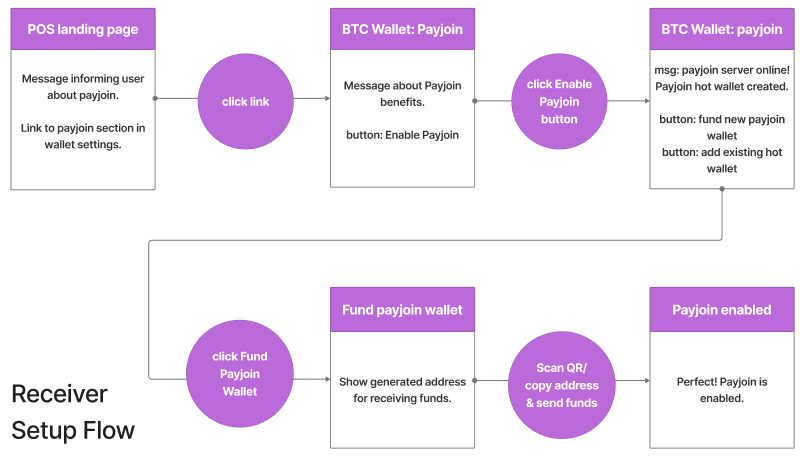 POS landing page
Message informing user
about payjoin.
Link to payjoin section in
wallet settings.
click link
BTC Wallet: Payjoin
Message about Payjoin
benefits.
button: Enable Payjoin
click Enable
Payjoin
button
BTC Wallet: payjoin
msg: payjoin server online!
Payjoin hot wallet created.
button: fund new payjoin
wallet
button: add existing hot
wallet
click Fund
Payjoin
Wallet
Fund payjoin wallet
Show generated address
for receiving funds.
Scan QR/
copy address
& send funds
Payjoin enabled
Perfect! Payjoin is
enabled.
Receiver
Setup Flow